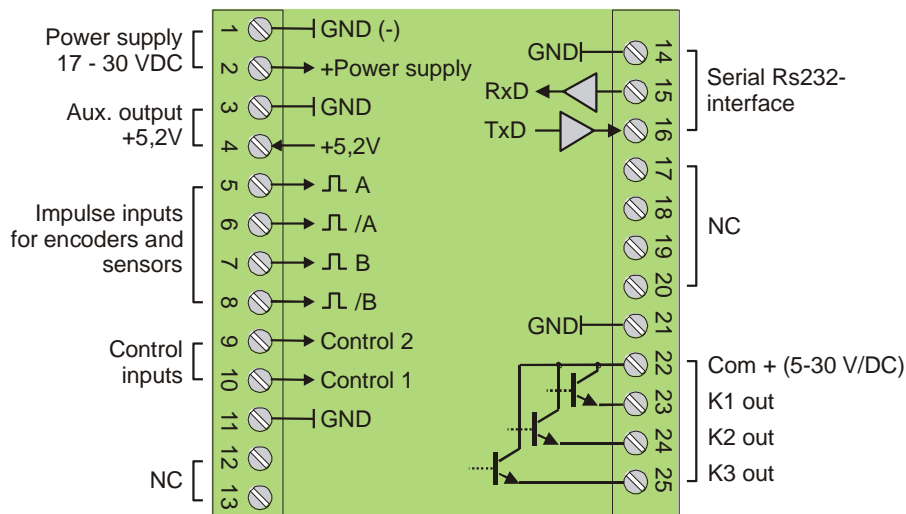 Power supply
17 - 30 VDC
Aux. output
+5,2V
Impulse inputs
for encoders and
sensors
Control
inputs
NC
1 GND (-)
2 +Power supply
3 GND
4 +5,2V
5 A
6 /A
7 B
8 /B
9 Control 2
10 Control 1
11 GND
12
13
GND 14
RxD 15
TxD 16
17
18
19
20
GND 21
22
23
24
25
Serial Rs232-
interface
NC
Com + (5-30 V/DC)
K1 out
K2 out
K3 out